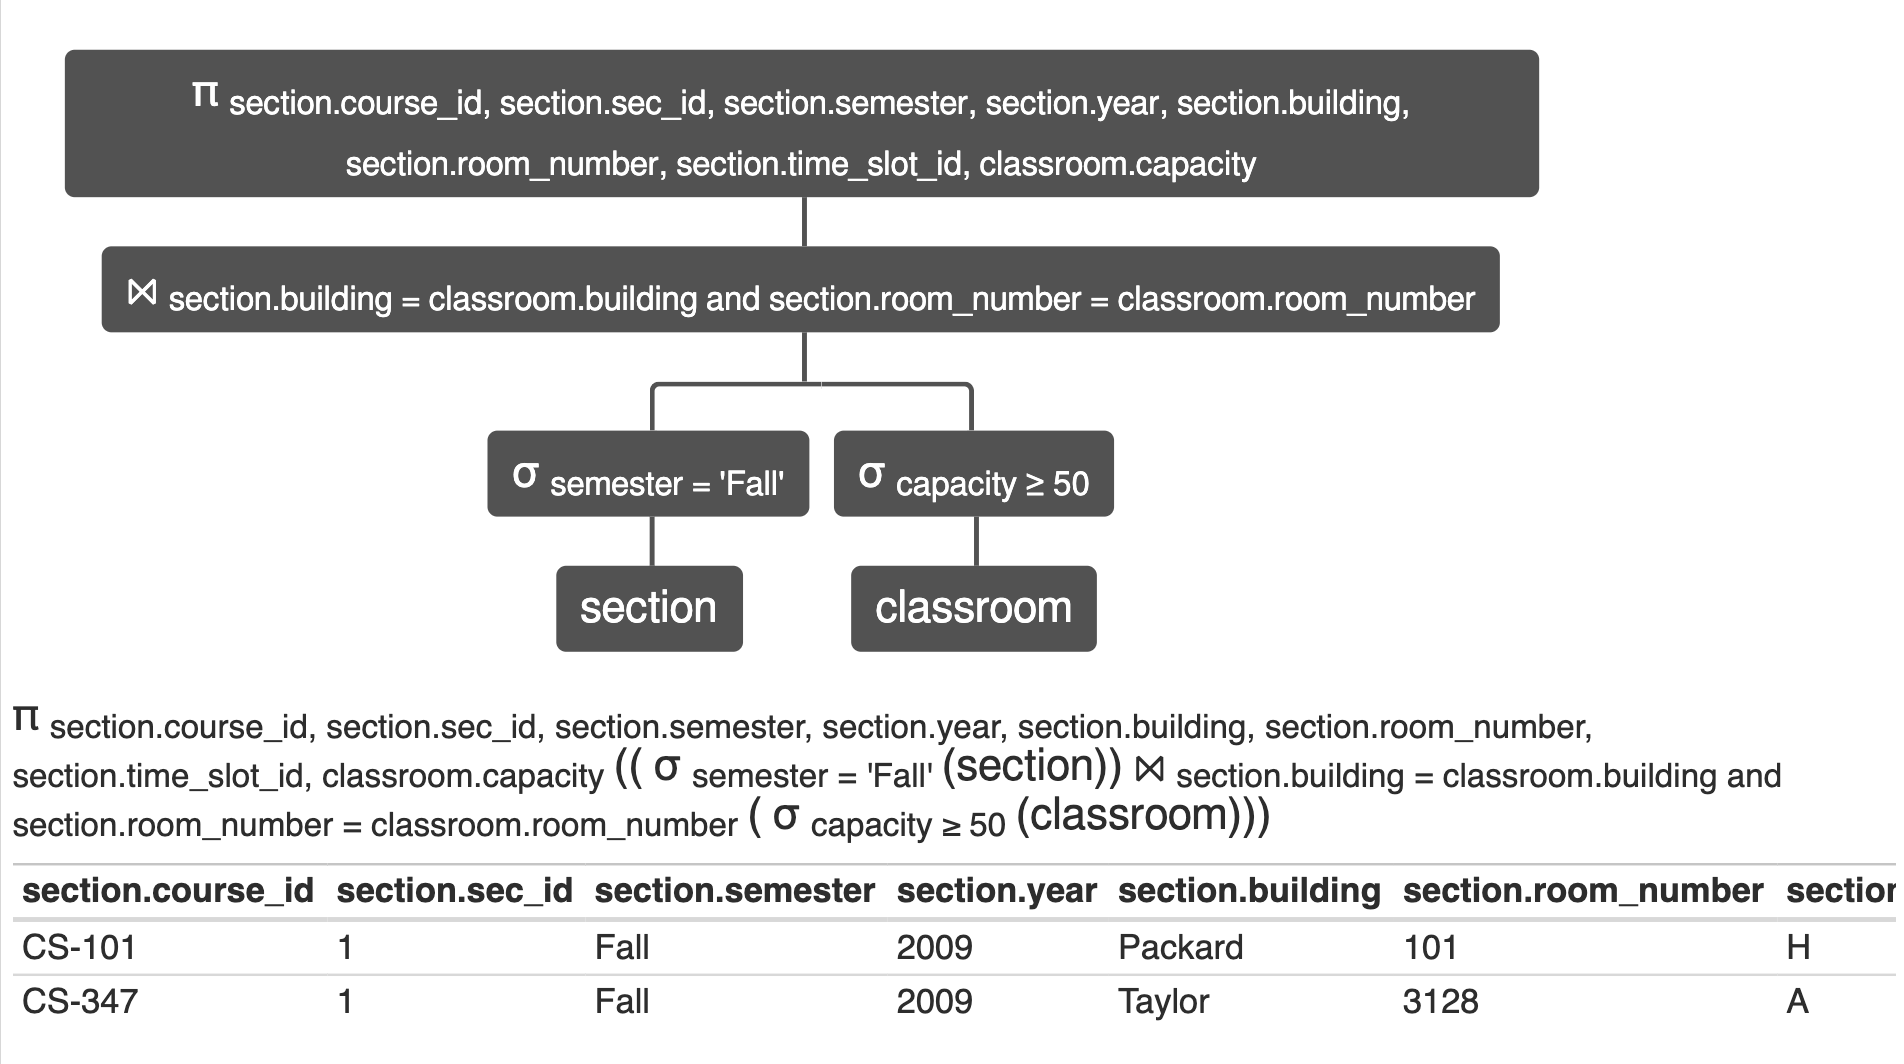 π section.course_id, section.sec_id, section.semester, section.year, section.building,
section.room_number, section.time_slot_id, classroom.capacity
⋈ section.building = classroom.building and section.room_number = classroom.room_number
σ semester = 'Fall' σ capacity ≥ 50
section classroom
π section.course_id, section.sec_id, section.semester, section.year, section.building, section.room_number,
section.time_slot_id, classroom.capacity (( σ semester = 'Fall' (section)) ⋈ section.building = classroom.building and
section.room_number = classroom.room_number ( σ capacity ≥ 50 (classroom)))
section.course_id section.sec_id section.semester section.year section.building section.room_number section
CS-101 1 Fall 2009 Packard 101 H
CS-347 1 Fall 2009 Taylor 3128 A